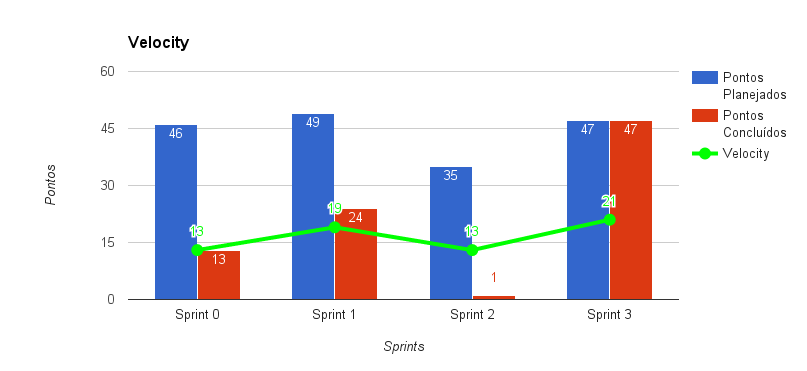 Velocity
60
45
30
15
0
Pontos
46
49
35
47
47
13
24
1
13
19
13
21
Sprint 0
Sprint 1
Sprint 2
Sprint 3
Sprints
Pontos
Planejados
Pontos
Concluídos
Velocity